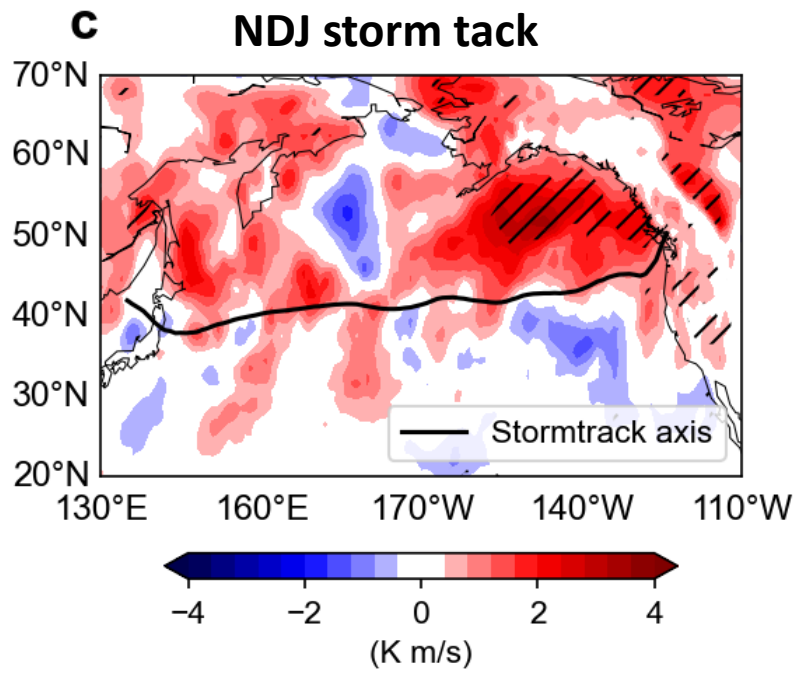 c NDJ storm tack
70°N
60°N
50°N
40°N
30°N
20°N
Stormtrack axis
130°E 160°E 170°W 140°W 110°W
−4 −2 0 2 4
(K m/s)